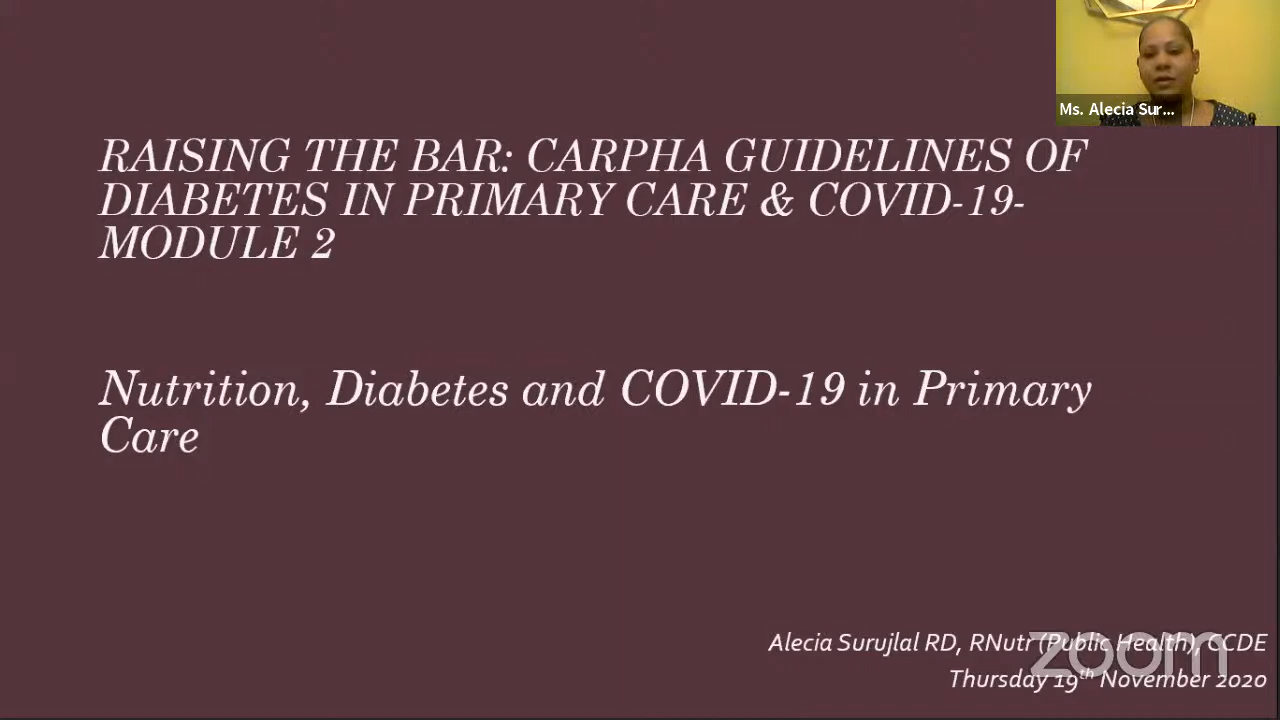 Ms. Alecia Sur...
RAISING THE BAR: CARPHA GUIDELINES OF
DIABETES IN PRIMARY CARE & COVID-19-
MODULE 2
Nutrition, Diabetes and COVID-19 in Primary
Care
Alecia Surujlal RD, RNutr (Public Health), CCDE
Thursday 19th November 2020
zoom